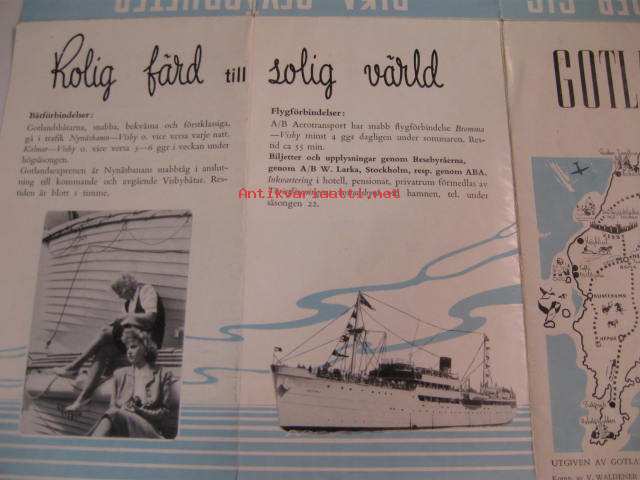 Rolig färd till solig värld
Båtförbindelser:
Gotlandsbåtarna, snabba, bekväma och förstklassiga,
gå i trafik Nynäshamn—Visby o. vice versa varje natt.
Kalmar—Visby o. vice versa 5—6 ggr i veckan under
högsäsongen.
Gotlandsexpressen är Nynäsbanans snabbtåg i anslut-
ning till kommande och avgående Visbybåtar. Res-
tiden är blott 1 timme.
Flygförbindelser:
A/B Aerotransport har snabb flygförbindelse Bromma
—Visby minst 4 ggr dagligen under sommaren. Res-
tid ca 55 min.
Biljetter och upplysningar genom Resebyråerna,
genom A/B W. Larka, Stockholm, resp. genom ABA.
Inkvartering i hotell, pensionat, privatrum förmedlas av
hamnen, tel. under
säsongen 22.
Antikvariaatti.net
GOTL
UTGIVEN AV GOTLA
Komp. av V. WALDENER